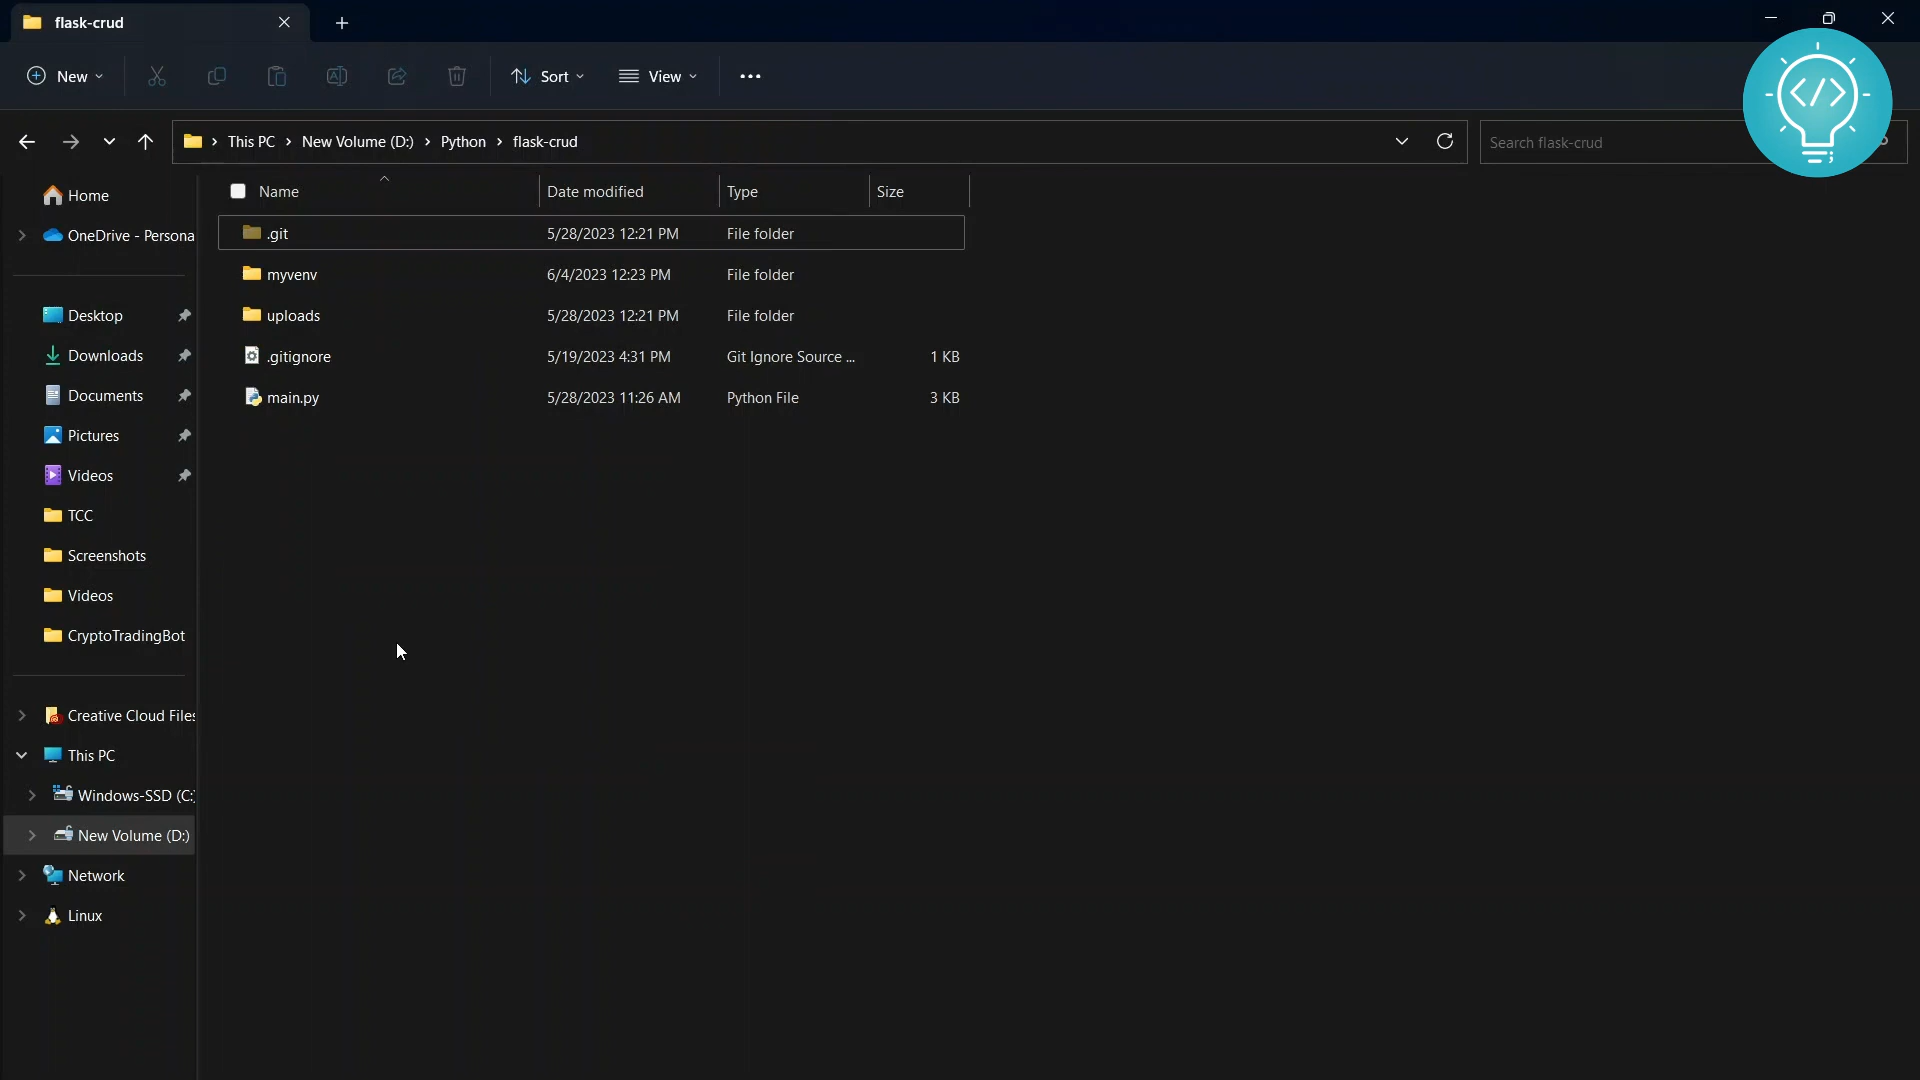 flask-crud
New
Sort
View
This PC > New Volume (D:) > Python > flask-crud
Search flask-crud
Name
Date modified
Type
Size
.git 5/28/2023 12:21 PM File folder
myvenv 6/4/2023 12:23 PM File folder
uploads 5/28/2023 12:21 PM File folder
.gitignore 5/19/2023 4:31 PM Git Ignore Source ... 1 KB
main.py 5/28/2023 11:26 AM Python File 3 KB
Home
OneDrive - Persona
Desktop
Downloads
Documents
Pictures
Videos
TCC
Screenshots
Videos
CryptoTradingBot
Creative Cloud Files
This PC
Windows-SSD (C:)
New Volume (D:)
Network
Linux